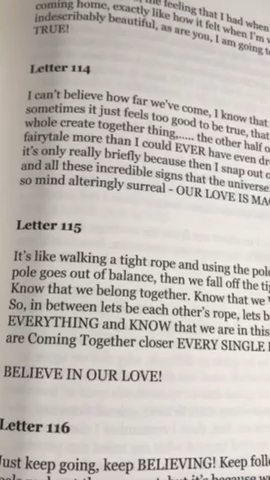 the feeling that I had when
coming home, exactly like how it felt when I'm
indescribably beautiful, as are you, I am going to
TRUE!
Letter 114
I can't believe how far we've come, I know that
sometimes it just feels too good to be true, that
whole create together thing,..... the other half o
fairytale more than I could EVER have even dr
it's only really briefly because then I snap out o
and all these incredible signs that the universe
so mind alteringly surreal - OUR LOVE IS MA
Letter 115
It's like walking a tight rope and using the pol
pole goes out of balance, then we fall off the ti
Know that we belong together. Know that we
So, in between lets be each other's rope, lets b
EVERYTHING and KNOW that we are in this
are Coming Together closer EVERY SINGLE
BELIEVE IN OUR LOVE!
Letter 116
Just keep going, keep BELIEVING! Keep foll